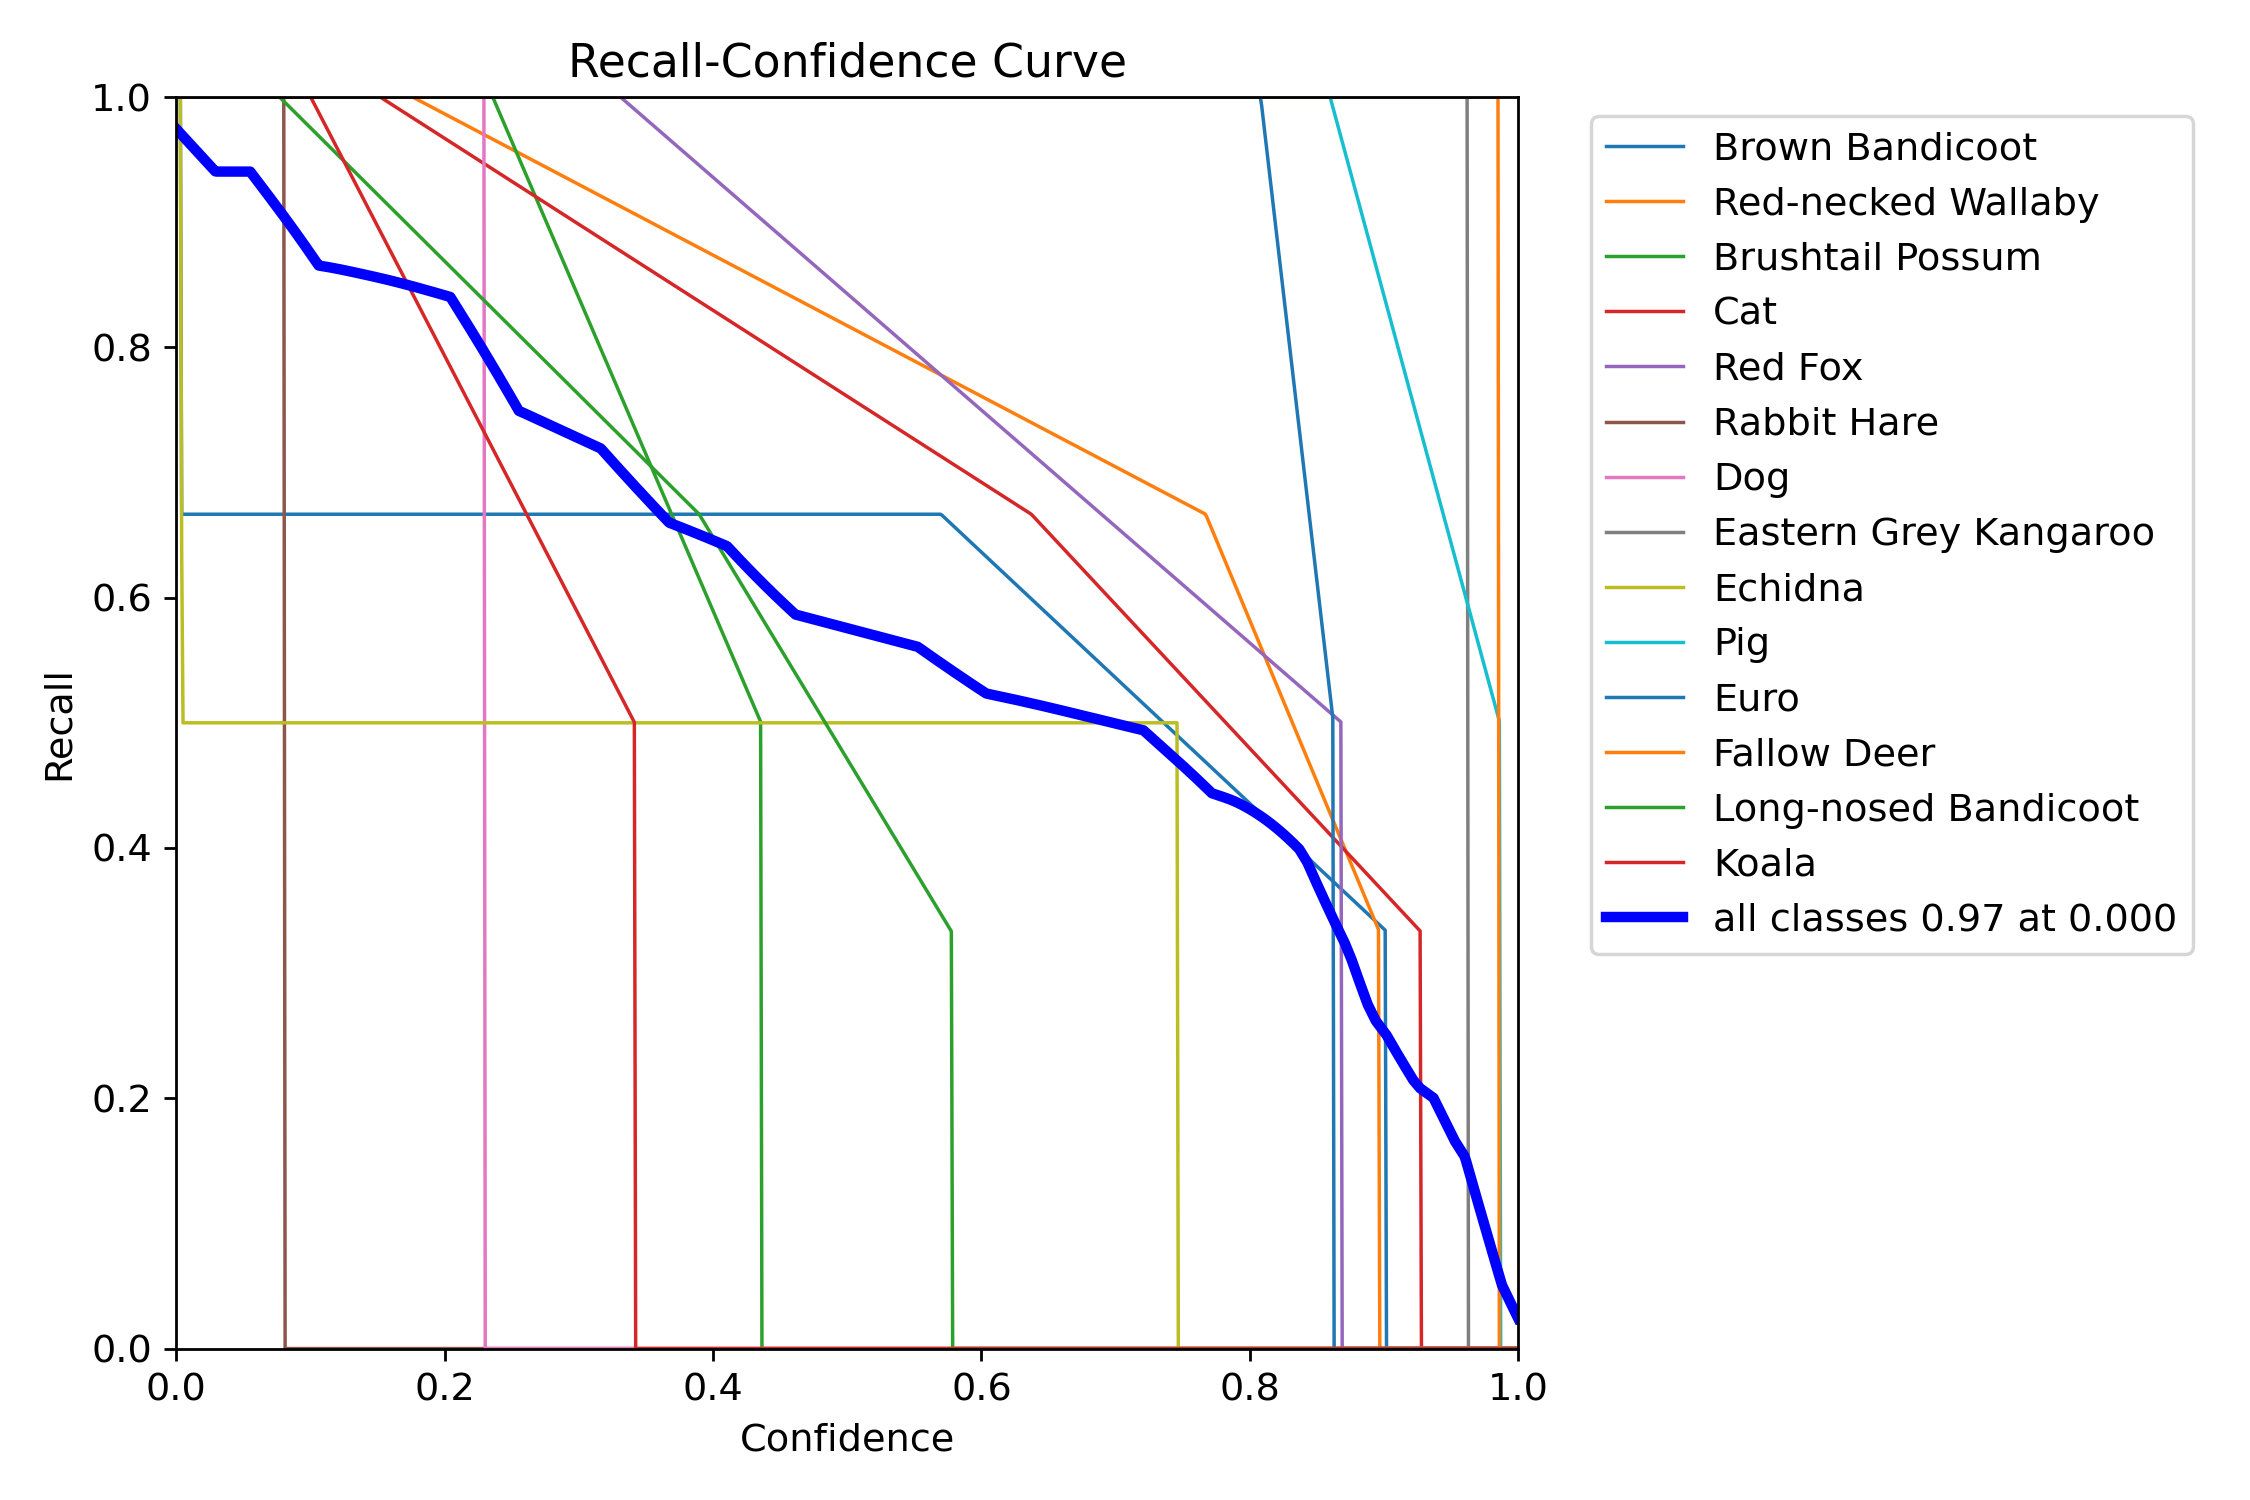 Recall-Confidence Curve
1.0
0.8
0.6
0.4
0.2
0.0
Recall
0.0 0.2 0.4 0.6 0.8 1.0
Confidence
Brown Bandicoot
Red-necked Wallaby
Brushtail Possum
Cat
Red Fox
Rabbit Hare
Dog
Eastern Grey Kangaroo
Echidna
Pig
Euro
Fallow Deer
Long-nosed Bandicoot
Koala
all classes 0.97 at 0.000